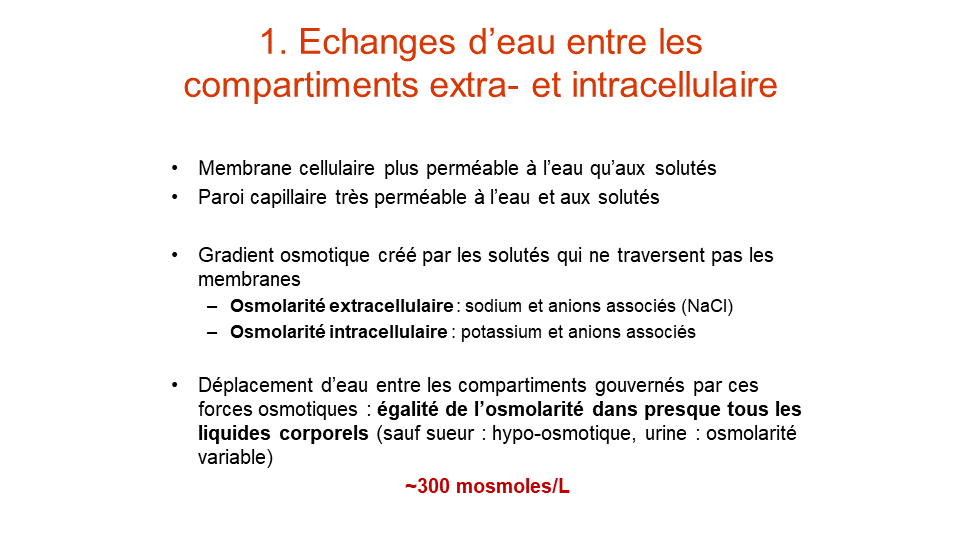 1. Echanges d’eau entre les
compartiments extra- et intracellulaire
• Membrane cellulaire plus perméable à l’eau qu’aux solutés
• Paroi capillaire très perméable à l’eau et aux solutés
• Gradient osmotique créé par les solutés qui ne traversent pas les
membranes
– Osmolarité extracellulaire : sodium et anions associés (NaCl)
– Osmolarité intracellulaire : potassium et anions associés
• Déplacement d’eau entre les compartiments gouvernés par ces
forces osmotiques : égalité de l’osmolarité dans presque tous les
liquides corporels (sauf sueur : hypo-osmotique, urine : osmolarité
variable)
~300 mosmoles/L